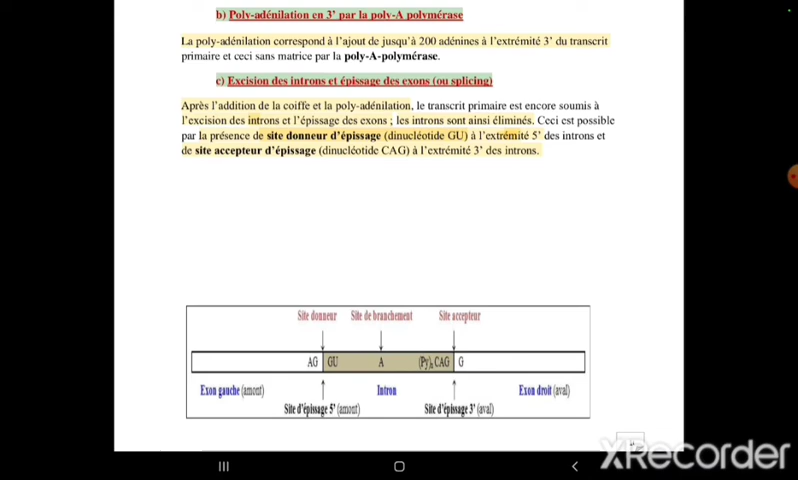 b) Poly-adénilation en 3' par la poly-A polymérase
La poly-adénilation correspond à l'ajout de jusqu'à 200 adénines à l'extrémité 3' du transcrit
primaire et ceci sans matrice par la poly-A-polymérase.
c) Excision des introns et épissage des exons (ou splicing)
Après l'addition de la coiffe et la poly-adénilation, le transcrit primaire est encore soumis à
l'excision des introns et l'épissage des exons ; les introns sont ainsi éliminés. Ceci est possible
par la présence de site donneur d'épissage (dinucléotide GU) à l'extrémité 5' des introns et
de site accepteur d'épissage (dinucléotide CAG) à l'extrémité 3' des introns.
Site donneur Site de branchement Site accepteur
AG GU A (Py)n CAG G
Exon gauche (amont) Intron Exon droit (aval)
Site d'épissage 5' (amont) Site d'épissage 3' (aval)
XRecorder